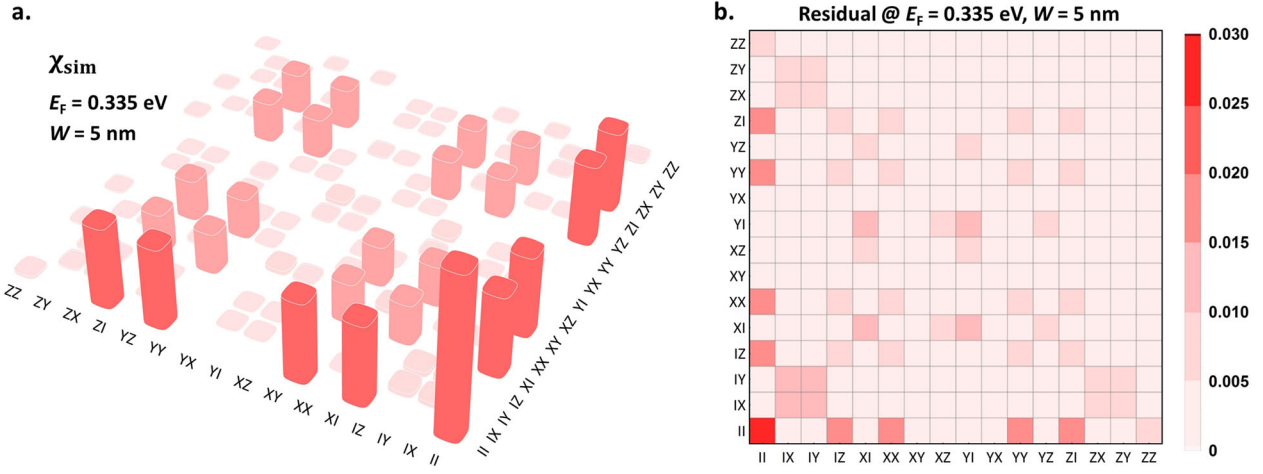 a.
χsim
EF = 0.335 eV
W = 5 nm
ZZ
ZY
ZX
ZI
YZ
YY
YX
YI
XZ
XY
XX
XI
IZ
IY
IX
II
II
IX
IY
IZ
XI
XX
XY
XZ
YI
YX
YY
YZ
ZI
ZX
ZY
ZZ
b.
Residual @ EF = 0.335 eV, W = 5 nm
ZZ
ZY
ZX
ZI
YZ
YY
YX
YI
XZ
XY
XX
XI
IZ
IY
IX
II
II IX IY IZ XI XX XY XZ YI YX YY YZ ZI ZX ZY ZZ
0.030
0.025
0.020
0.015
0.010
0.005
0